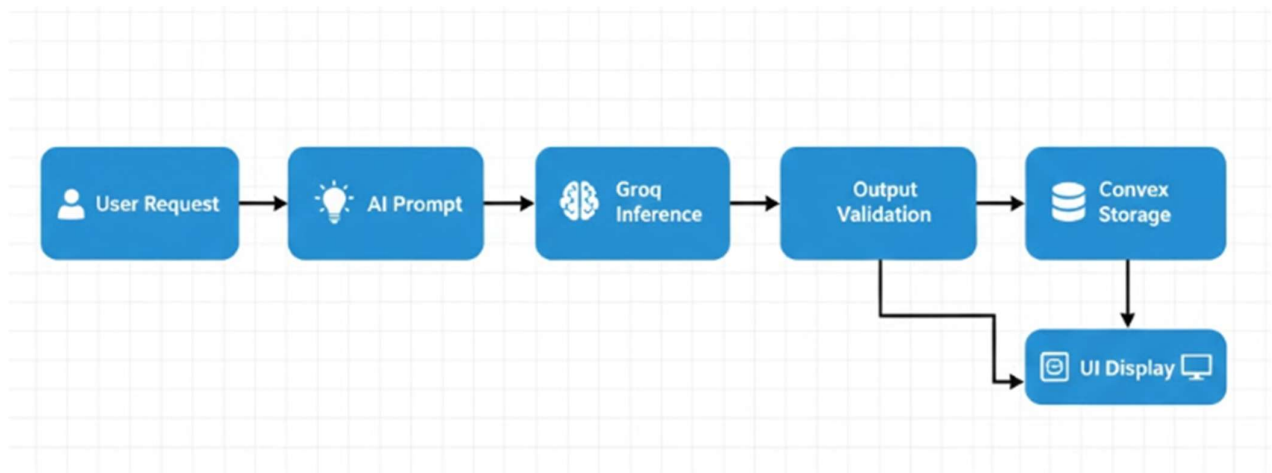 User Request
AI Prompt
Groq
Inference
Output
Validation
Convex
Storage
UI Display